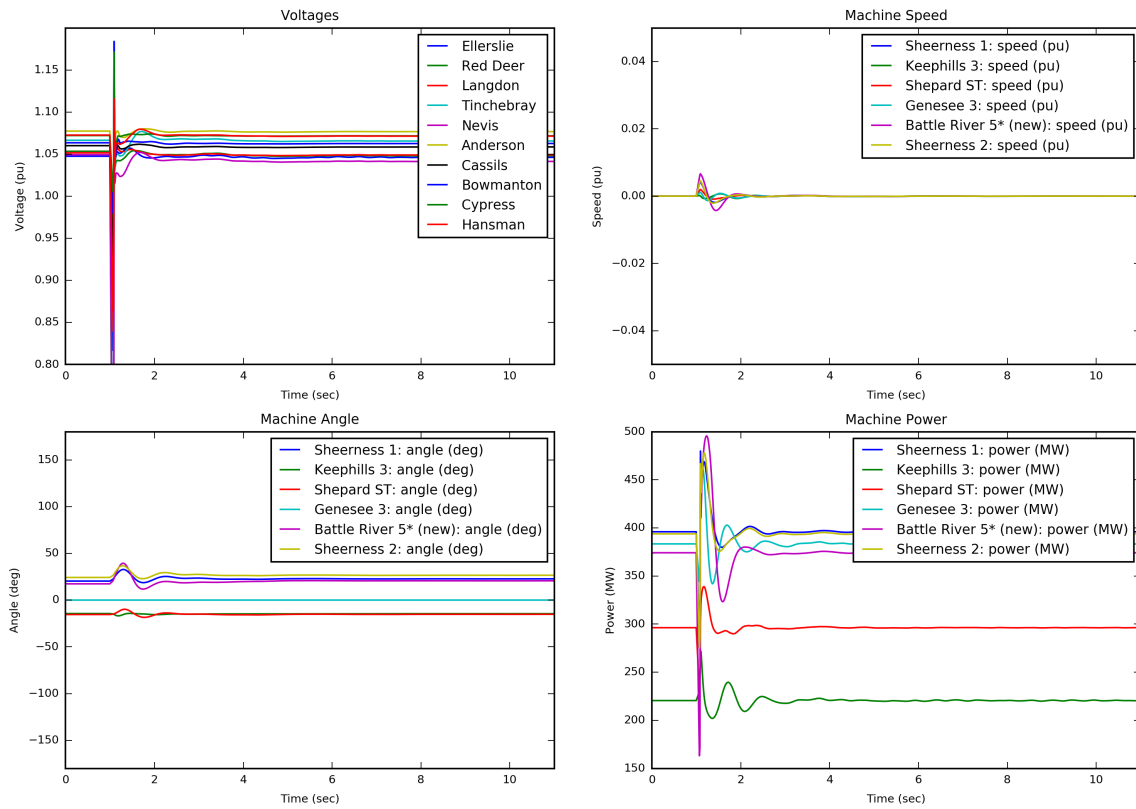 Voltages
Voltage (pu)
1.15
1.10
1.05
1.00
0.95
0.90
0.85
0.80
0 2 4 6 8 10
Time (sec)
Ellerslie
Red Deer
Langdon
Tinchebray
Nevis
Anderson
Cassils
Bowmanton
Cypress
Hansman
Machine Speed
Speed (pu)
0.04
0.02
0.00
−0.02
−0.04
0 2 4 6 8 10
Time (sec)
Sheerness 1: speed (pu)
Keephills 3: speed (pu)
Shepard ST: speed (pu)
Genesee 3: speed (pu)
Battle River 5* (new): speed (pu)
Sheerness 2: speed (pu)
Machine Angle
Angle (deg)
150
100
50
0
−50
−100
−150
0 2 4 6 8 10
Time (sec)
Sheerness 1: angle (deg)
Keephills 3: angle (deg)
Shepard ST: angle (deg)
Genesee 3: angle (deg)
Battle River 5* (new): angle (deg)
Sheerness 2: angle (deg)
Machine Power
Power (MW)
500
450
400
350
300
250
200
150
0 2 4 6 8 10
Time (sec)
Sheerness 1: power (MW)
Keephills 3: power (MW)
Shepard ST: power (MW)
Genesee 3: power (MW)
Battle River 5* (new): power (MW)
Sheerness 2: power (MW)